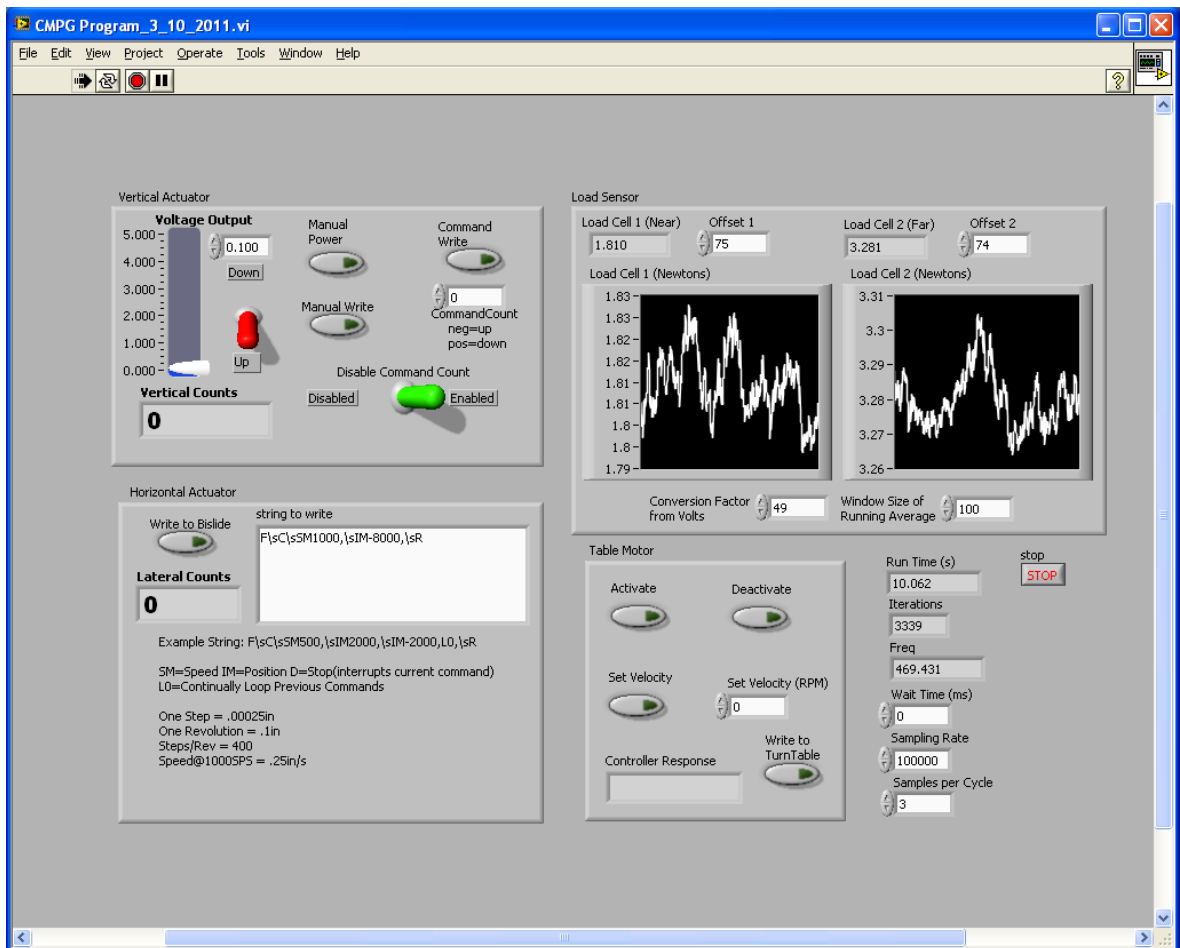 CMPG Program_3_10_2011.vi
File Edit View Project Operate Tools Window Help
Vertical Actuator
Voltage Output
5.000
4.000
3.000
2.000
1.000
0.000
0.100
Down
Up
Manual
Power
Manual Write
Command
Write
0
CommandCount
neg=up
pos=down
Disable Command Count
Disabled
Enabled
Vertical Counts
0
Load Sensor
Load Cell 1 (Near)
1.810
Offset 1
75
Load Cell 2 (Far)
3.281
Offset 2
74
Load Cell 1 (Newtons)
1.83
1.83
1.82
1.82
1.81
1.81
1.8
1.8
1.79
Load Cell 2 (Newtons)
3.31
3.3
3.29
3.28
3.27
3.26
Conversion Factor
from Volts
49
Window Size of
Running Average
100
Horizontal Actuator
Write to Bislide
string to write
F\sC\sSM1000,\sIM-8000,\sR
Lateral Counts
0
Example String: F\sC\sSM500,\sIM2000,\sIM-2000,L0,\sR
SM=Speed IM=Position D=Stop(interrupts current command)
L0=Continually Loop Previous Commands
One Step = .00025in
One Revolution = .1in
Steps/Rev = 400
Speed@1000SPS = .25in/s
Table Motor
Activate
Deactivate
Set Velocity
Set Velocity (RPM)
0
Controller Response
Write to
TurnTable
Run Time (s)
10.062
Iterations
3339
Freq
469.431
Wait Time (ms)
0
Sampling Rate
100000
Samples per Cycle
3
stop
STOP